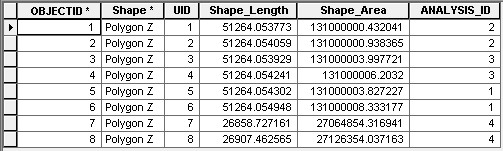 OBJECTID * Shape * UID Shape_Length Shape_Area ANALYSIS_ID
1 Polygon Z 1 51264.053773 131000000.432041 2
2 Polygon Z 2 51264.054059 131000000.938365 2
3 Polygon Z 3 51264.053929 131000003.997721 3
4 Polygon Z 4 51264.054241 131000006.2032 3
5 Polygon Z 5 51264.054302 131000003.827227 1
6 Polygon Z 6 51264.054948 131000008.333177 1
7 Polygon Z 7 26858.727161 27064854.316941 4
8 Polygon Z 8 26907.462565 27126354.037163 4